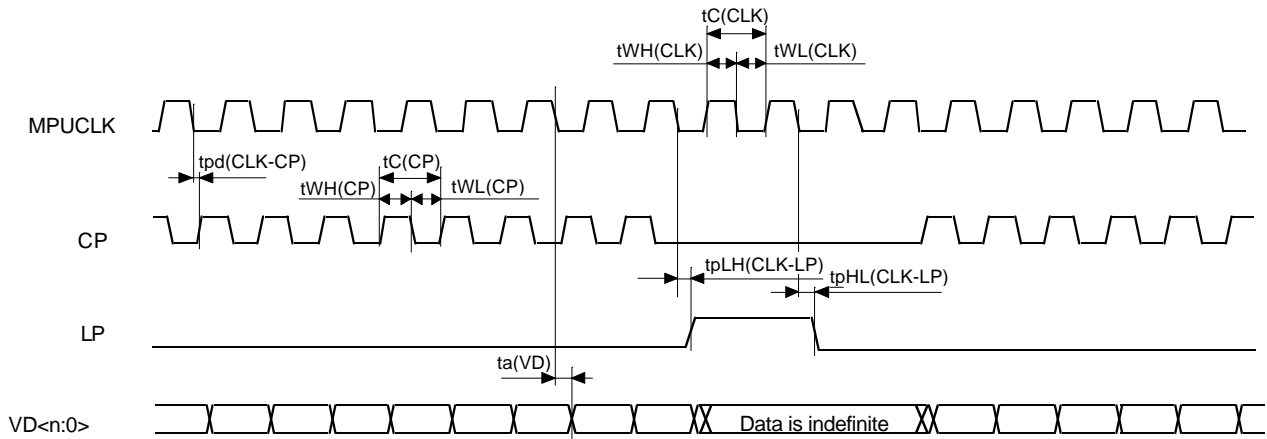 tC(CLK)
tWH(CLK) tWL(CLK)
MPUCLK
tpd(CLK-CP) tC(CP)
tWH(CP) tWL(CP)
CP
tpLH(CLK-LP) tpHL(CLK-LP)
LP
ta(VD)
VD<n:0> Data is indefinite